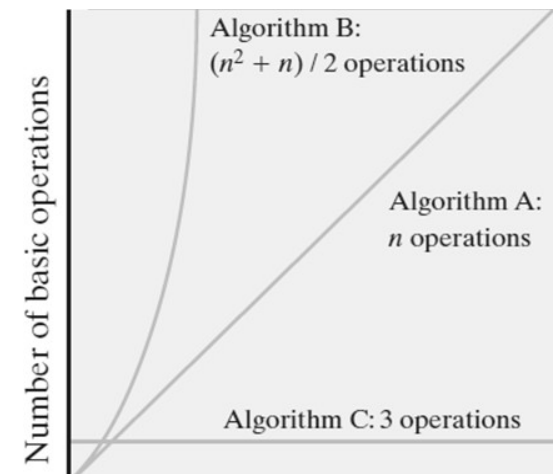 Number of basic operations
Algorithm B:
(n² + n) / 2 operations
Algorithm A:
n operations
Algorithm C: 3 operations